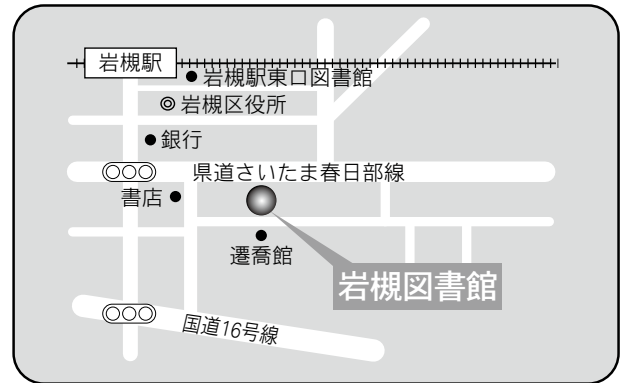 岩槻駅
岩槻駅東口図書館
岩槻区役所
銀行
県道さいたま春日部線
書店
遷喬館
岩槻図書館
国道16号線